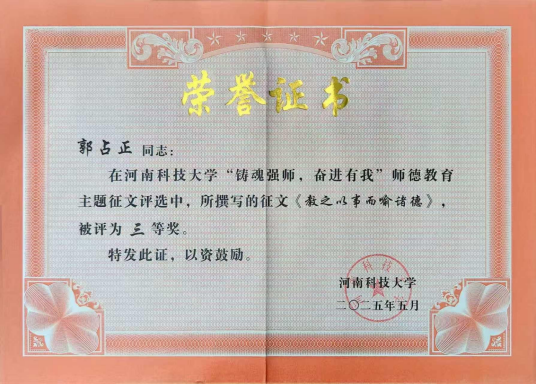 荣誉证书
郭占正 同志：
在河南科技大学“铸魂强师，奋进有我”师德教育
主题征文评选中，所撰写的征文《教之以事而喻诸德》，
被评为 三 等奖。
特发此证，以资鼓励。
河南科技大学
二〇二五年五月